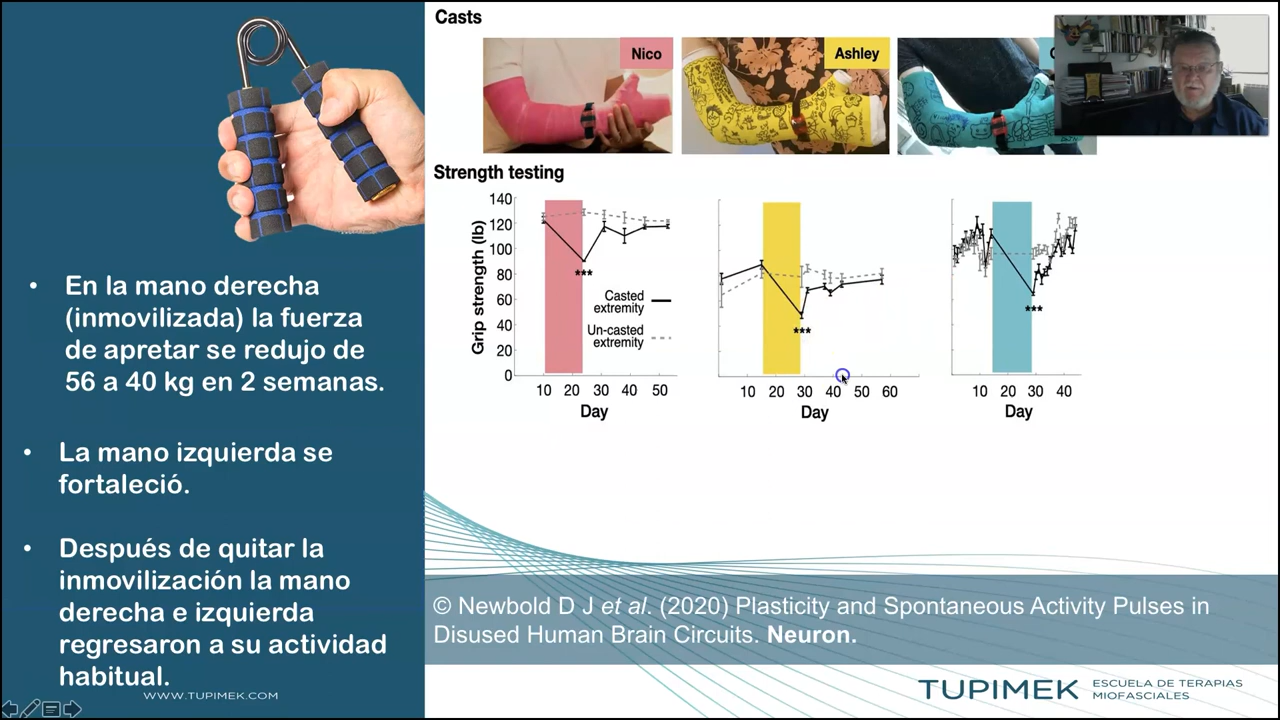 Casts
Nico
Ashley
Strength testing
Grip strength (lb)
140
120
100
80
60
40
20
0
***
Casted
extremity
Un-casted
extremity
10 20 30 40 50
Day
***
10 20 30 40 50 60
Day
***
10 20 30 40
Day
• En la mano derecha
(inmovilizada) la fuerza
de apretar se redujo de
56 a 40 kg en 2 semanas.
• La mano izquierda se
fortaleció.
• Después de quitar la
inmovilización la mano
derecha e izquierda
regresaron a su actividad
habitual.
WWW.TUPIMEK.COM
© Newbold D J et al. (2020) Plasticity and Spontaneous Activity Pulses in
Disused Human Brain Circuits. Neuron.
TUPIMEK
ESCUELA DE TERAPIAS
MIOFASCIALES